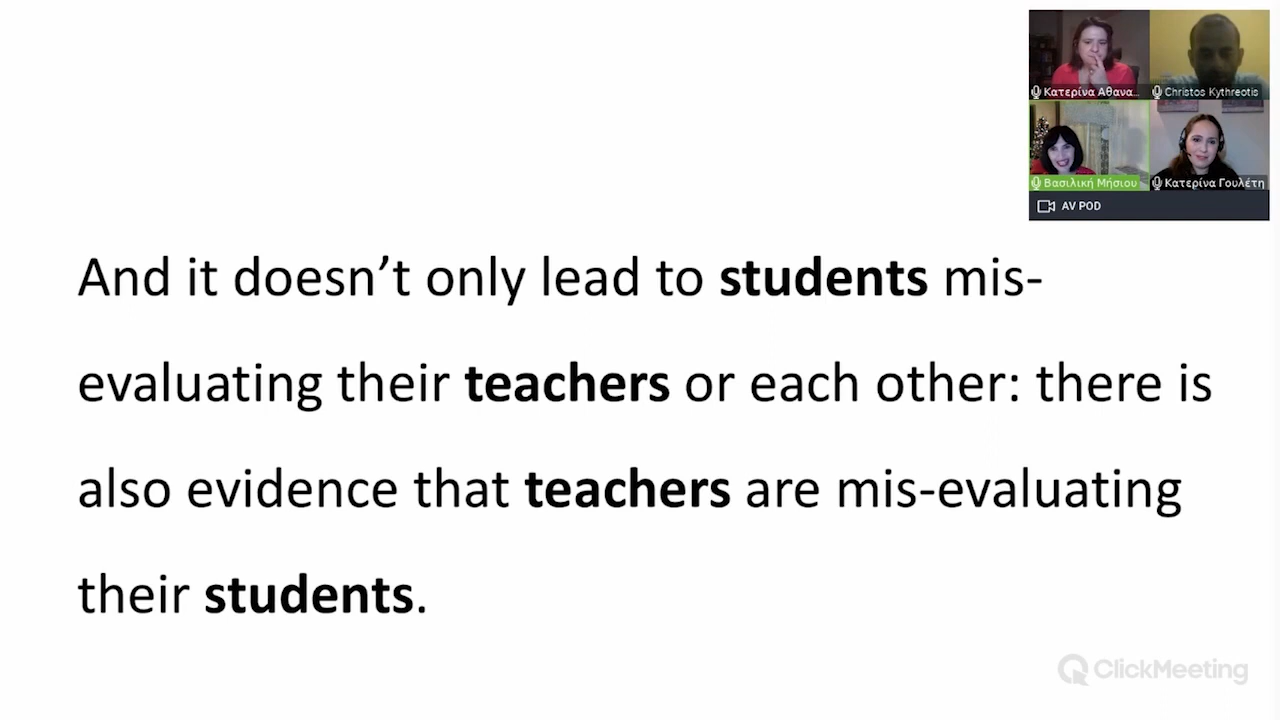 Κατερίνα Αθανα...
Christos Kythreotis
Βασιλική Μήσιου
Κατερίνα Γουλέτη
AV POD
And it doesn’t only lead to students mis-
evaluating their teachers or each other: there is
also evidence that teachers are mis-evaluating
their students.
ClickMeeting